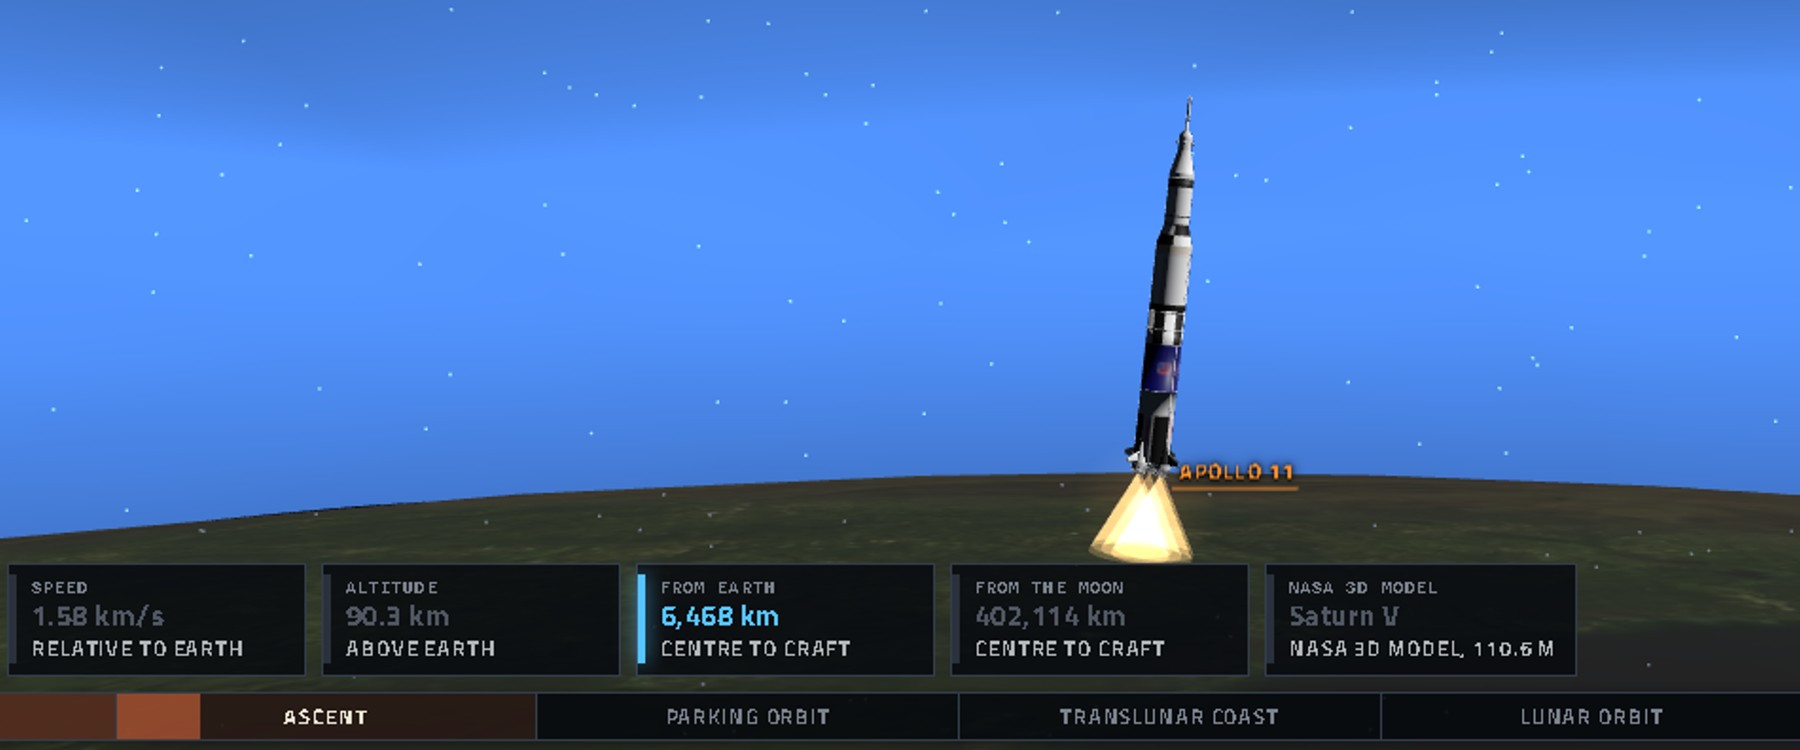 APOLLO 11
SPEED
1.58 km/s
RELATIVE TO EARTH
ALTITUDE
90.3 km
ABOVE EARTH
FROM EARTH
6,468 km
CENTRE TO CRAFT
FROM THE MOON
402,114 km
CENTRE TO CRAFT
NASA 3D MODEL
Saturn V
NASA 3D MODEL, 110.6 M
ASCENT
PARKING ORBIT
TRANSLUNAR COAST
LUNAR ORBIT